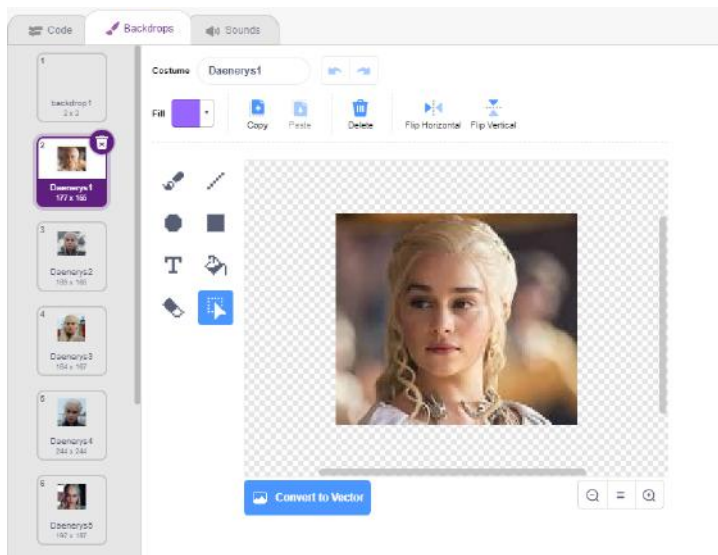 Code
Backdrops
Sounds
1
backdrop1
2 x 2
2
Daenerys1
177 x 165
3
Daenerys2
4
Daenerys3
5
Daenerys4
244 x 244
6
Daenerys5
Costume
Daenerys1
Fill
Copy
Paste
Delete
Flip Horizontal
Flip Vertical
T
Convert to Vector
=